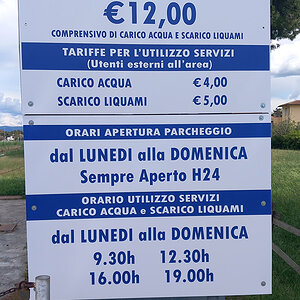 €12,00
COMPRENSIVO DI CARICO ACQUA E SCARICO LIQUAMI
TARIFFE PER L'UTILIZZO SERVIZI
(Utenti esterni all'area)
CARICO ACQUA €4,00
SCARICO LIQUAMI €5,00
ORARI APERTURA PARCHEGGIO
dal LUNEDI alla DOMENICA
Sempre Aperto H24
ORARIO UTILIZZO SERVIZI
CARICO ACQUA e SCARICO LIQUAMI
dal LUNEDI alla DOMENICA
9.30h 12.30h
16.00h 19.00h